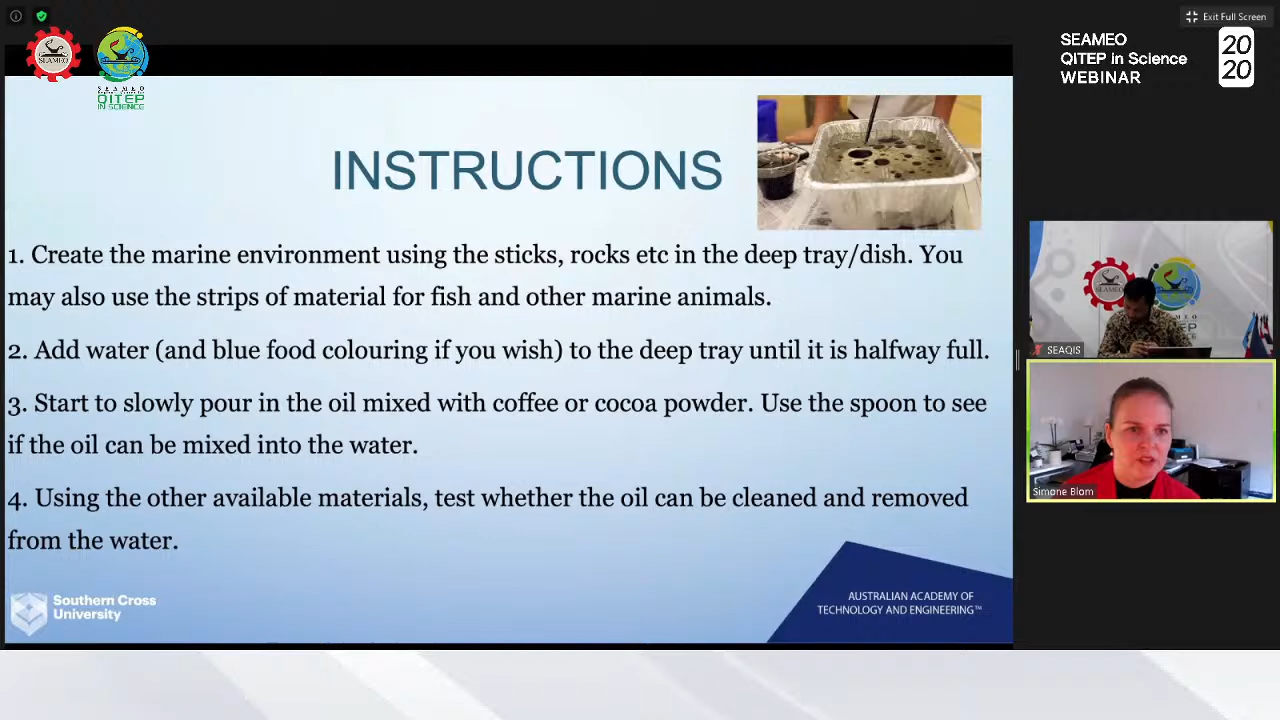 Exit Full Screen
SEAMEO
SEAMEO
QITEP
IN SCIENCE
SEAMEO
QITEP in Science
WEBINAR
20
20
INSTRUCTIONS
1. Create the marine environment using the sticks, rocks etc in the deep tray/dish. You
may also use the strips of material for fish and other marine animals.
2. Add water (and blue food colouring if you wish) to the deep tray until it is halfway full.
3. Start to slowly pour in the oil mixed with coffee or cocoa powder. Use the spoon to see
if the oil can be mixed into the water.
4. Using the other available materials, test whether the oil can be cleaned and removed
from the water.
Southern Cross
University
AUSTRALIAN ACADEMY OF
TECHNOLOGY AND ENGINEERING™
SEAMEO
SEAQIS
Simone Blom